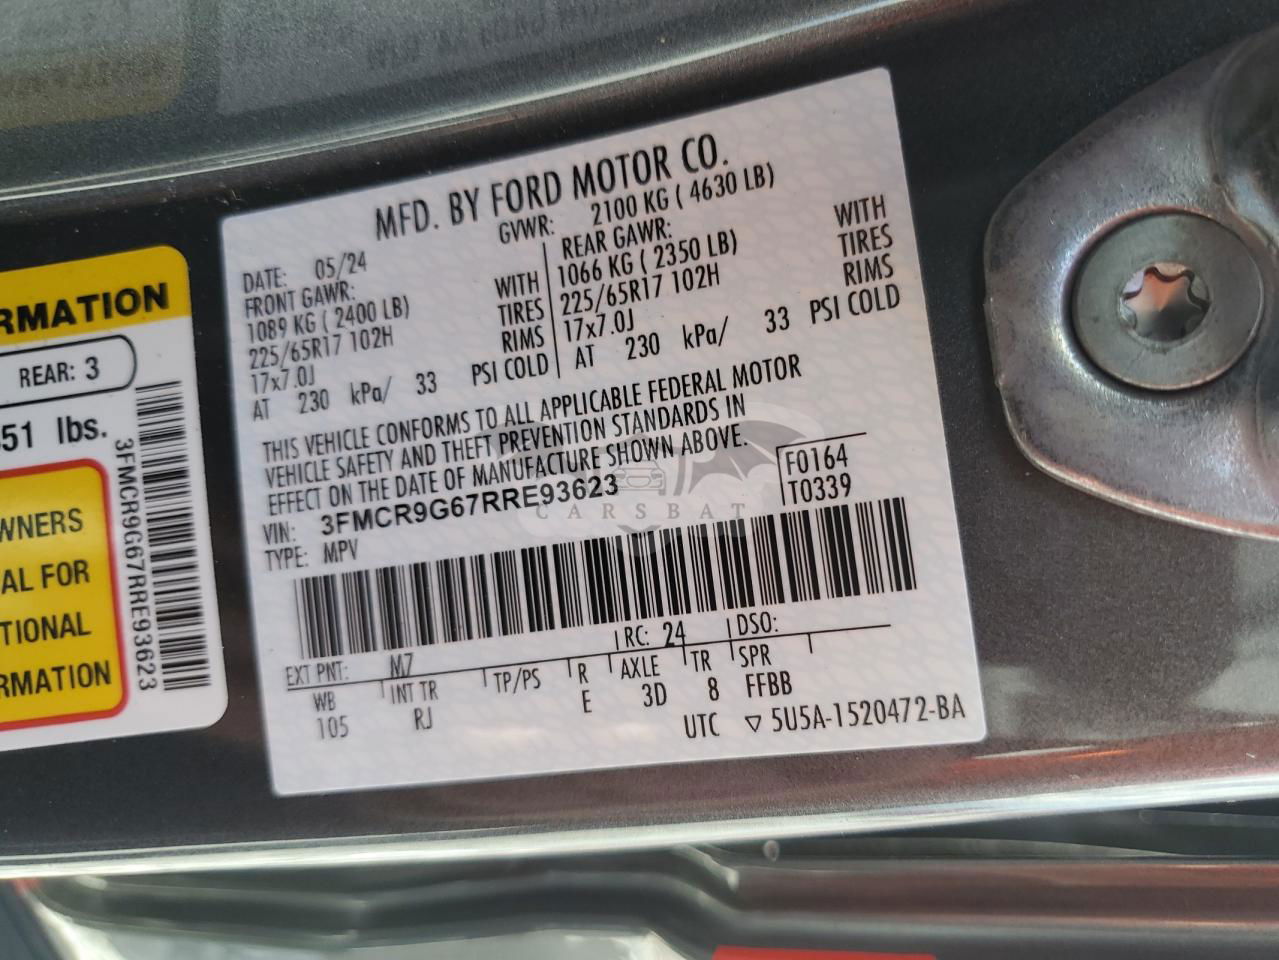 MFD. BY FORD MOTOR CO.
DATE: 05/24
GVWR: 2100 KG ( 4630 LB)
FRONT GAWR:
1089 KG ( 2400 LB) WITH
225/65R17 102H TIRES
17x7.0J RIMS
AT 230 kPa/ 33 PSI COLD
REAR GAWR:
1066 KG ( 2350 LB) WITH
225/65R17 102H TIRES
17x7.0J RIMS
AT 230 kPa/ 33 PSI COLD
THIS VEHICLE CONFORMS TO ALL APPLICABLE FEDERAL MOTOR
VEHICLE SAFETY AND THEFT PREVENTION STANDARDS IN
EFFECT ON THE DATE OF MANUFACTURE SHOWN ABOVE.
VIN: 3FMCR9G67RRE93623
TYPE: MPV
F0164
T0339
CARSBAT
EXT PNT: M7 RC: 24 DSO:
WB INT TR TP/PS R AXLE TR SPR
105 RJ E 3D 8 FFBB
UTC ▽ 5U5A-1520472-BA
RMATION
REAR: 3
51 lbs.
3FMCR9G67RRE93623
WNERS
AL FOR
TIONAL
RMATION